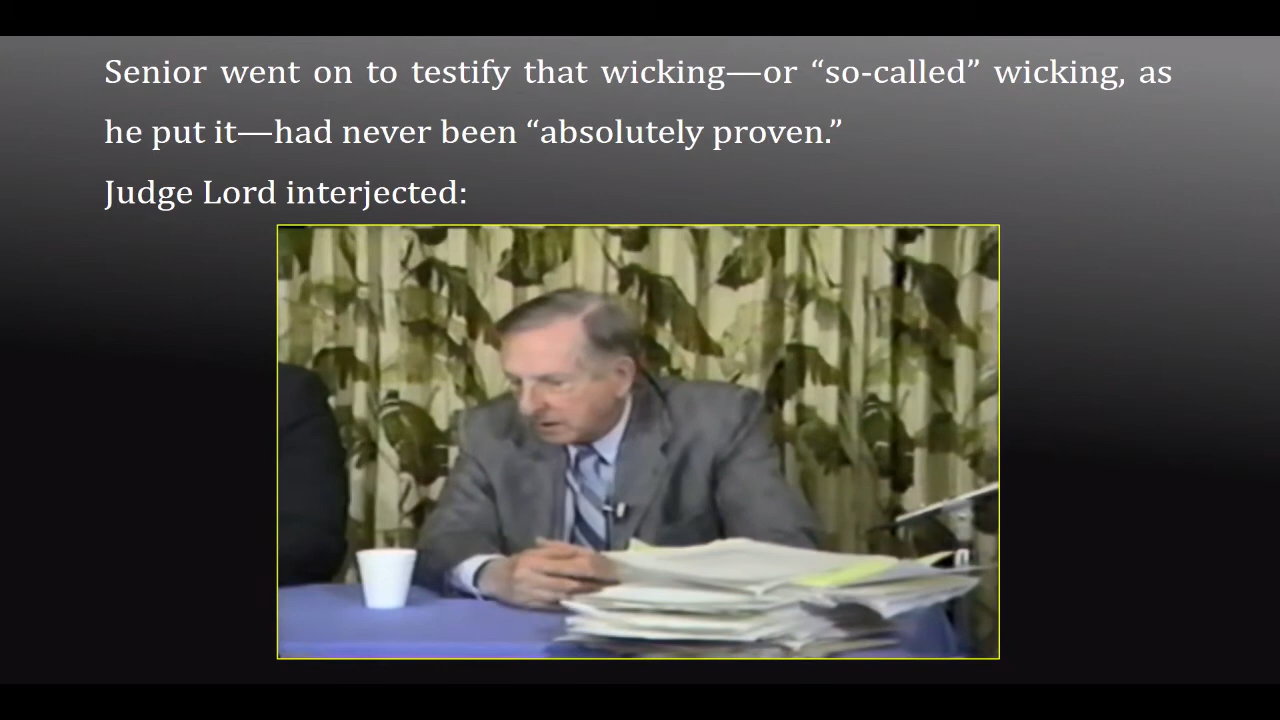 Senior went on to testify that wicking—or “so-called” wicking, as
he put it—had never been “absolutely proven.”
Judge Lord interjected: